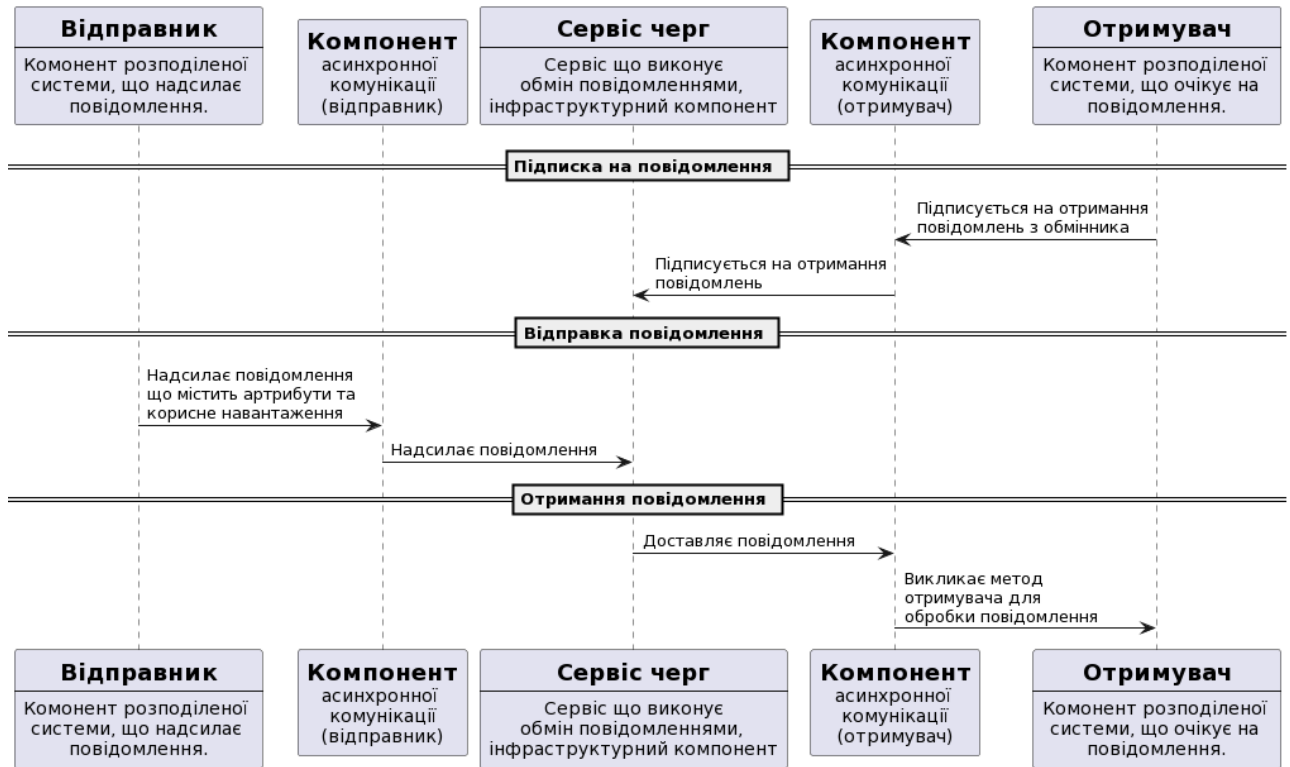 Відправник
Комонент розподіленої
системи, що надсилає
повідомлення.
Компонент
асинхронної
комунікації
(відправник)
Сервіс черг
Сервіс що виконує
обмін повідомленнями,
інфраструктурний компонент
Компонент
асинхронної
комунікації
(отримувач)
Отримувач
Комонент розподіленої
системи, що очікує на
повідомлення.
Підписка на повідомлення
Підписується на отримання
повідомлень з обмінника
Підписується на отримання
повідомлень
Відправка повідомлення
Надсилає повідомлення
що містить артрибути та
корисне навантаження
Надсилає повідомлення
Отримання повідомлення
Доставляє повідомлення
Викликає метод
отримувача для
обробки повідомлення
Відправник
Комонент розподіленої
системи, що надсилає
повідомлення.
Компонент
асинхронної
комунікації
(відправник)
Сервіс черг
Сервіс що виконує
обмін повідомленнями,
інфраструктурний компонент
Компонент
асинхронної
комунікації
(отримувач)
Отримувач
Комонент розподіленої
системи, що очікує на
повідомлення.